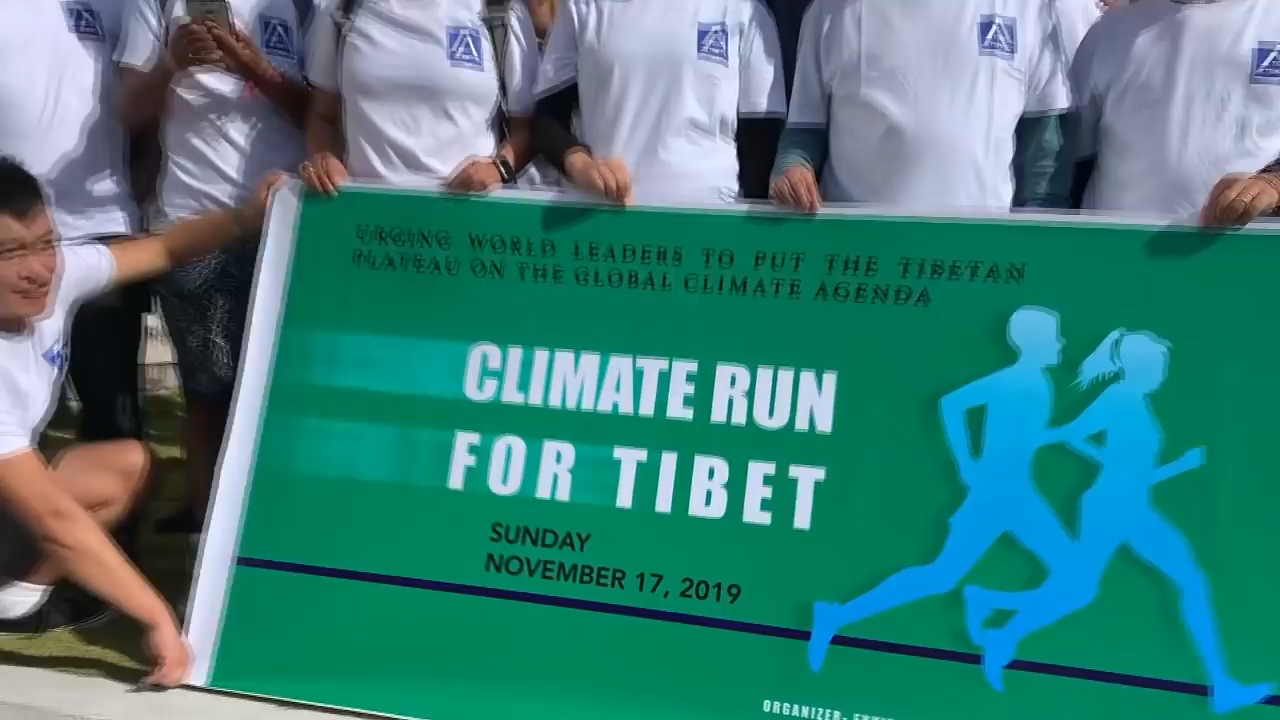 URGING WORLD LEADERS TO PUT THE TIBETAN
PLATEAU ON THE GLOBAL CLIMATE AGENDA
CLIMATE RUN
FOR TIBET
SUNDAY
NOVEMBER 17, 2019
ORGANIZER-